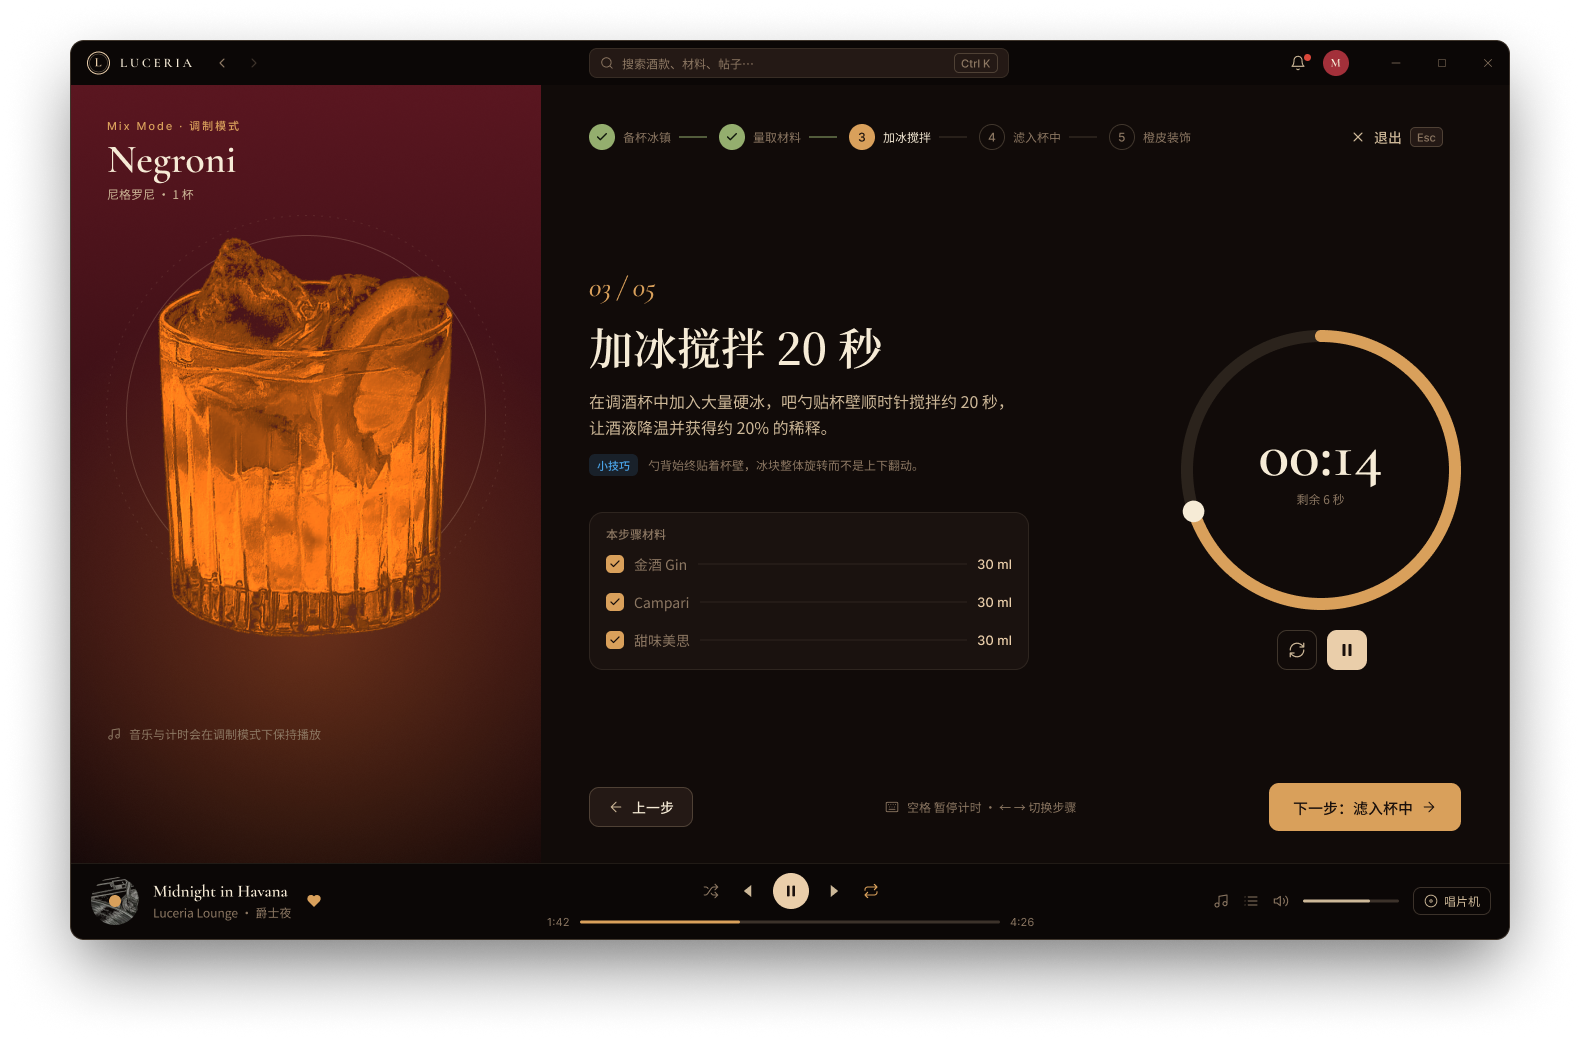 L LUCERIA
搜索酒款、材料、帖子… Ctrl K
M
Mix Mode · 调制模式
Negroni
尼格罗尼 · 1 杯
音乐与计时会在调制模式下保持播放
备杯冰镇 量取材料 3 加冰搅拌 4 滤入杯中 5 橙皮装饰
退出 Esc
03 / 05
加冰搅拌 20 秒
在调酒杯中加入大量硬冰，吧勺贴杯壁顺时针搅拌约 20 秒，
让酒液降温并获得约 20% 的稀释。
小技巧 勺背始终贴着杯壁，冰块整体旋转而不是上下翻动。
本步骤材料
金酒 Gin 30 ml
Campari 30 ml
甜味美思 30 ml
00:14
剩余 6 秒
上一步
空格 暂停计时 · ←→ 切换步骤
下一步：滤入杯中 →
Midnight in Havana
Luceria Lounge · 爵士夜
1:42 4:26
唱片机